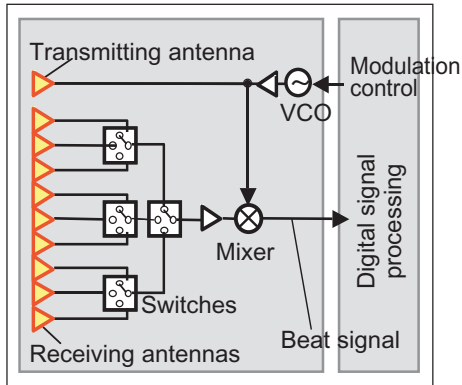 Transmitting antenna
Modulation
control
VCO
Digital signal
processing
Mixer
Switches
Beat signal
Receiving antennas